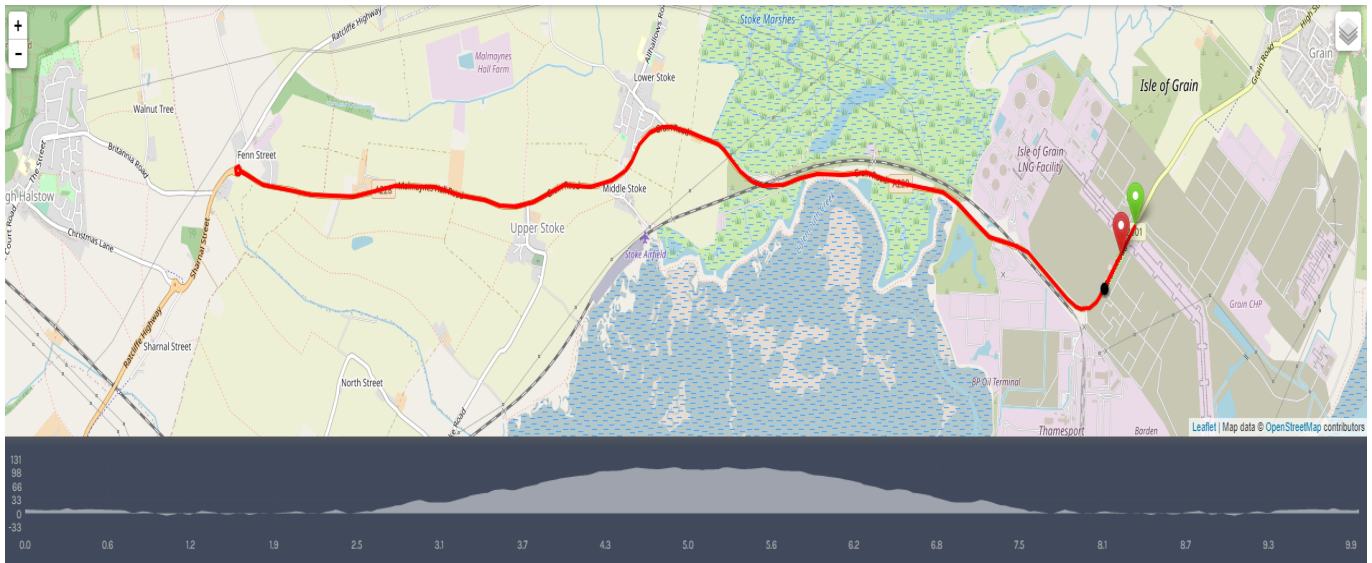 +
-
Stoke Marshes
Ratcliffe Highway
Malmaynes
Hall Farm
Lower Stoke
Walnut Tree
Britannia Road
The Street
Fenn Street
Grain
Grain Road
Isle of Grain
Isle of Grain
LNG Facility
Middle Stoke
Upper Stoke
Christmas Lane
Court Road
Sharnal Street
Stoke Airfield
Ratcliffe Highway
Sharnal Street
North Street
Grain CHP
BP Oil Terminal
Thamesport
Barden
Leaflet | Map data © OpenStreetMap contributors
131
98
66
33
0
-33
0.0 0.6 1.2 1.9 2.5 3.1 3.7 4.3 5.0 5.6 6.2 6.8 7.5 8.1 8.7 9.3 9.9